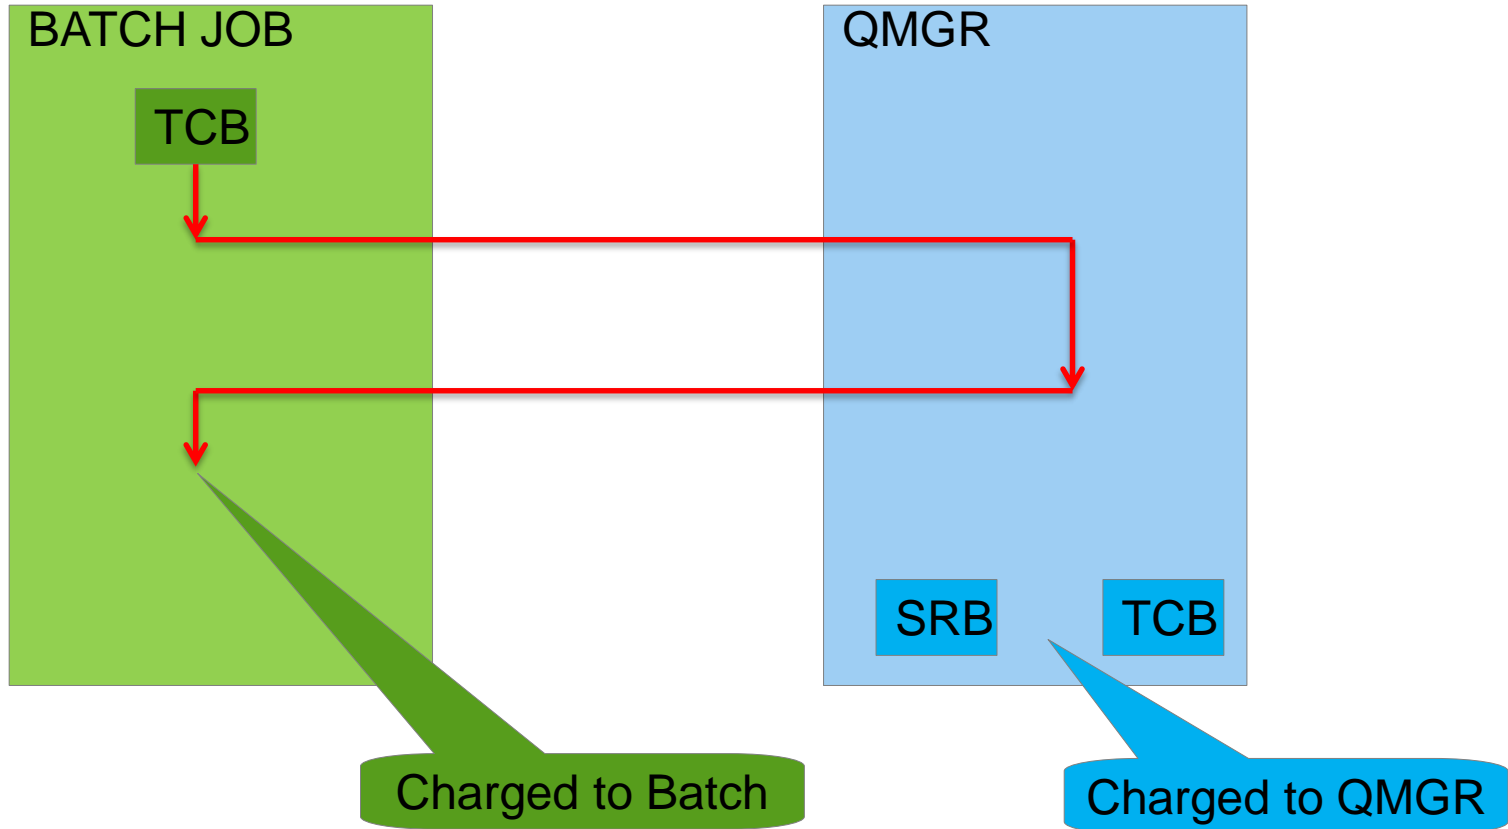 BATCH JOB
QMGR
TCB
SRB
TCB
Charged to Batch
Charged to QMGR